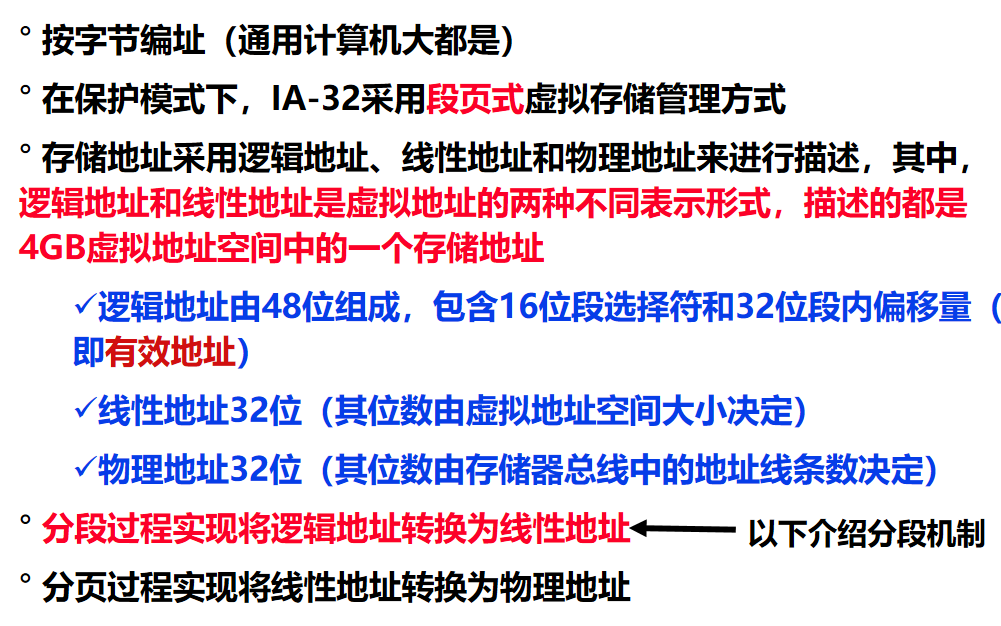 ° 按字节编址（通用计算机大都是）
° 在保护模式下，IA-32采用段页式虚拟存储管理方式
° 存储地址采用逻辑地址、线性地址和物理地址来进行描述，其中，
逻辑地址和线性地址是虚拟地址的两种不同表示形式，描述的都是
4GB虚拟地址空间中的一个存储地址
✓逻辑地址由48位组成，包含16位段选择符和32位段内偏移量（
即有效地址）
✓线性地址32位（其位数由虚拟地址空间大小决定）
✓物理地址32位（其位数由存储器总线中的地址线条数决定）
° 分段过程实现将逻辑地址转换为线性地址 以下介绍分段机制
° 分页过程实现将线性地址转换为物理地址